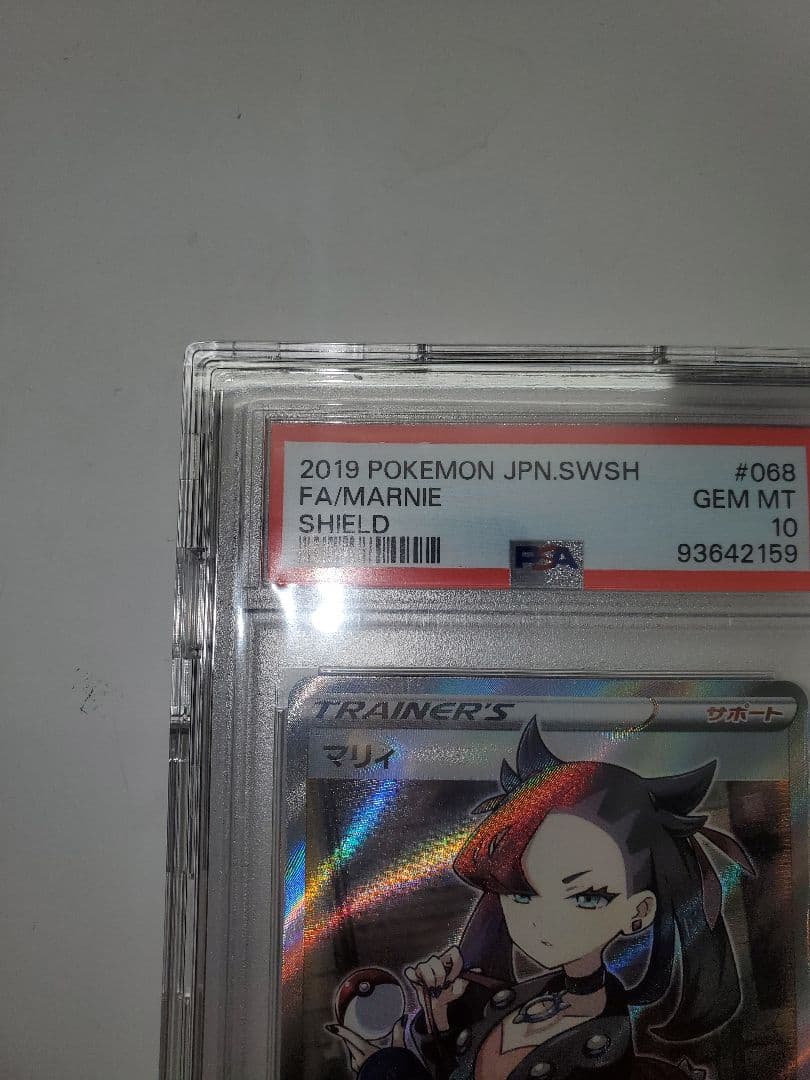 2019 POKEMON JPN.SWSH #068
FA/MARNIE GEM MT
SHIELD 10
PSA 93642159
TRAINER'S サポート
マリィ